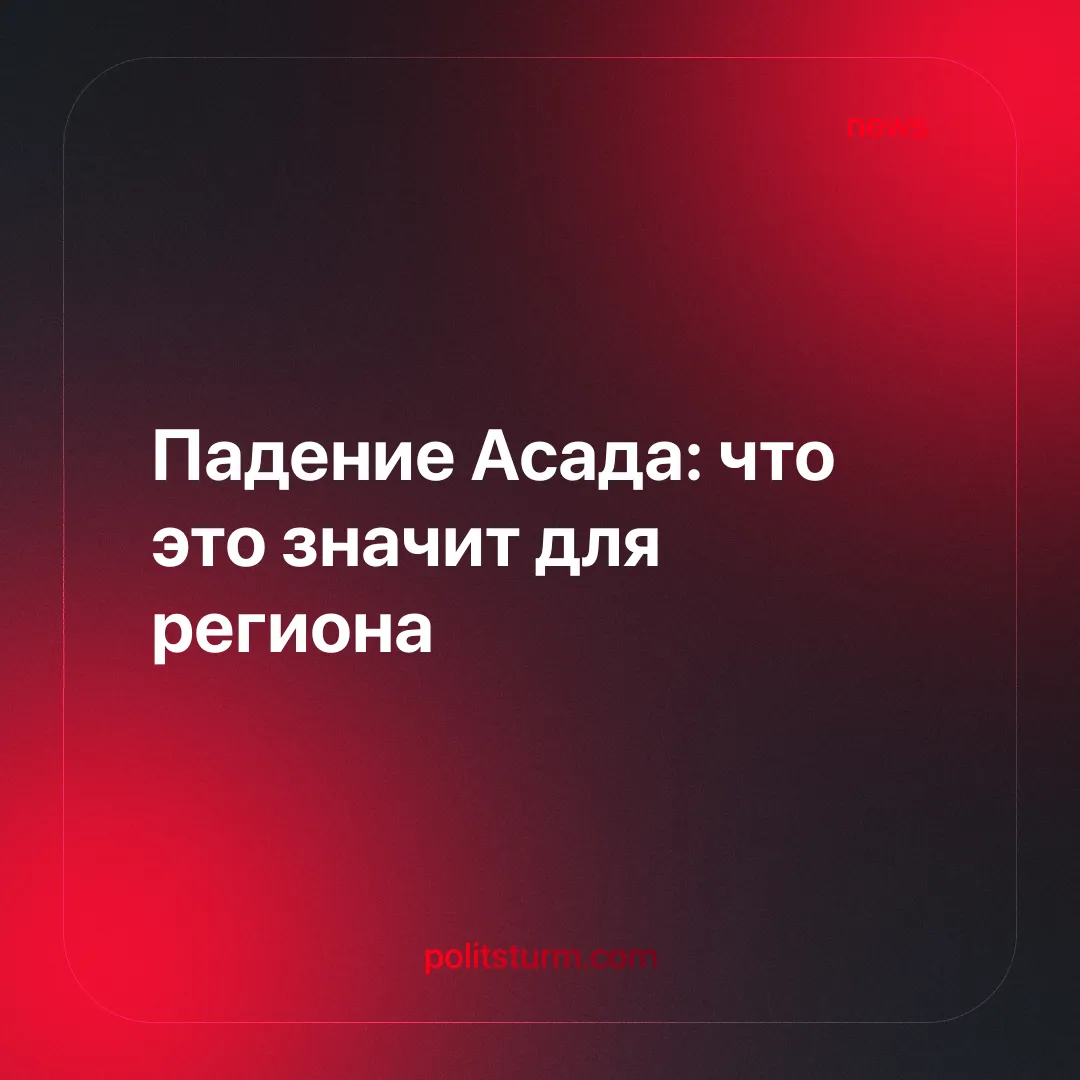 news
Падение Асада: что
это значит для
региона
politsturm.com